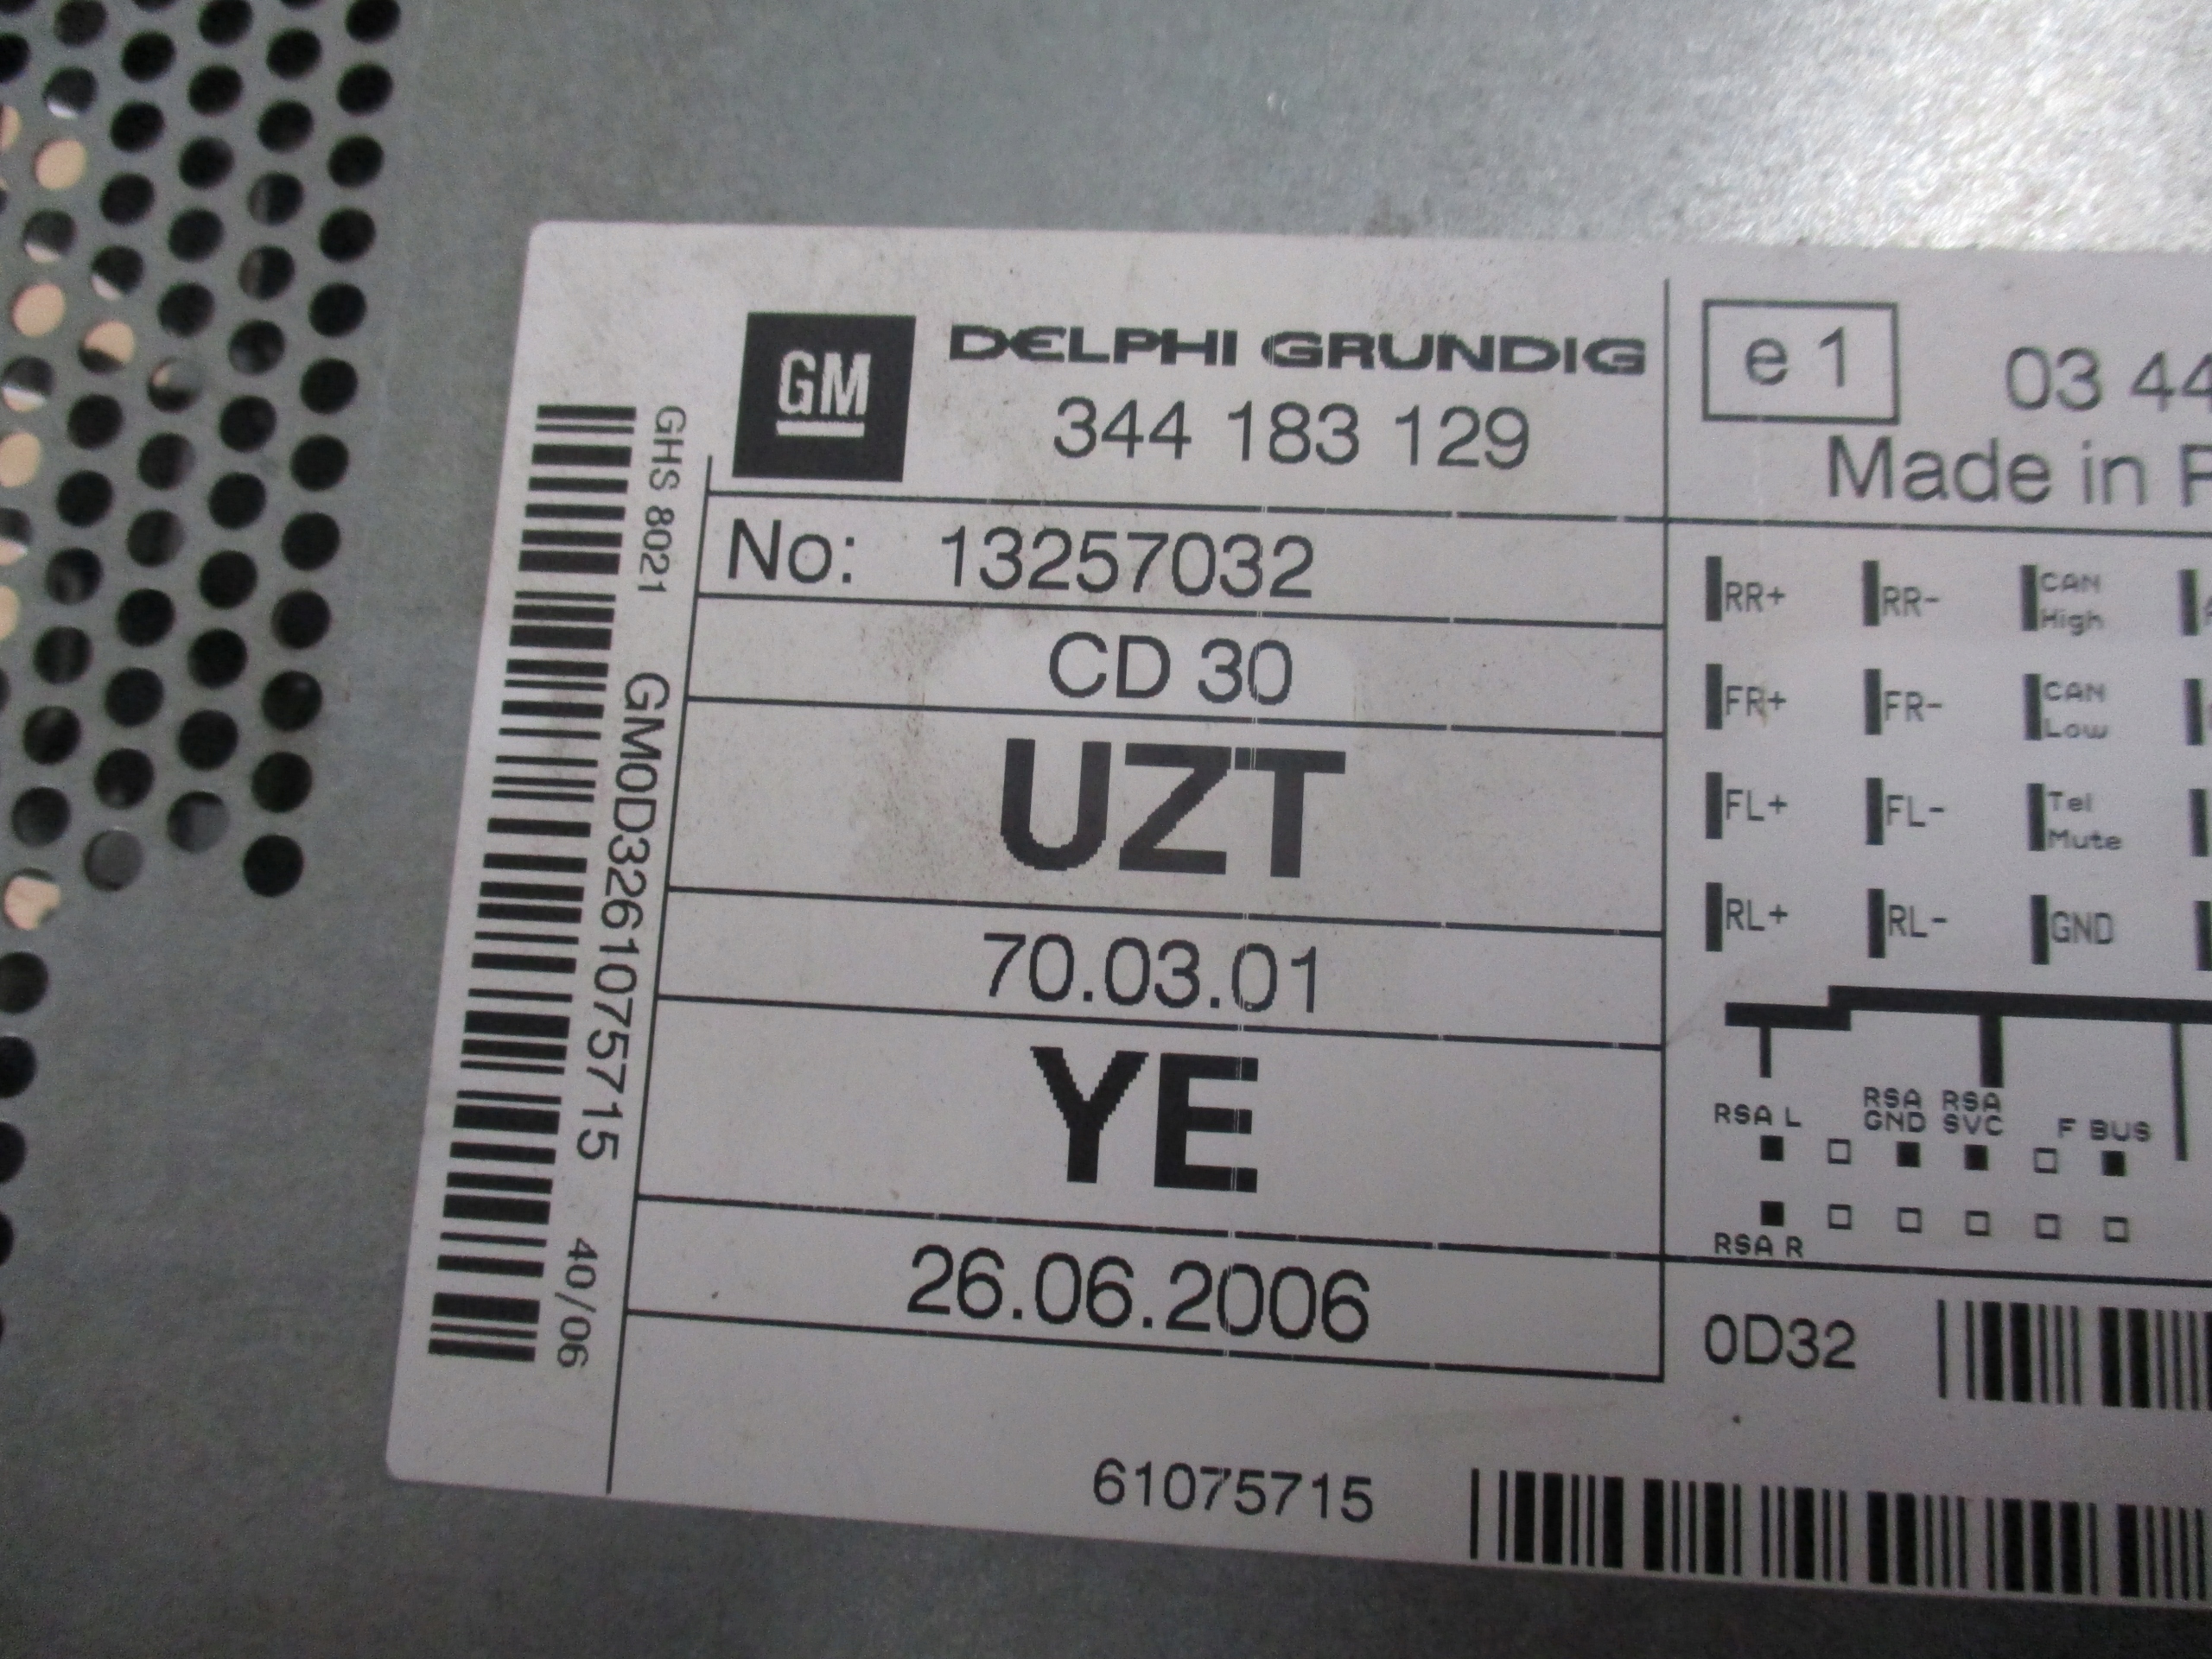 GM
DELPHI GRUNDIG
344 183 129
No: 13257032
CD 30
UZT
70.03.01
YE
26.06.2006
61075715
GHS 8021 GM0D3261075715 40/06
e1
03 44
Made in
RR+ RR- CAN High
FR+ FR- CAN Low
FL+ FL- Tel Mute
RL+ RL- GND
RSA L RSA GND RSA SVC F BUS
RSA R
0D32